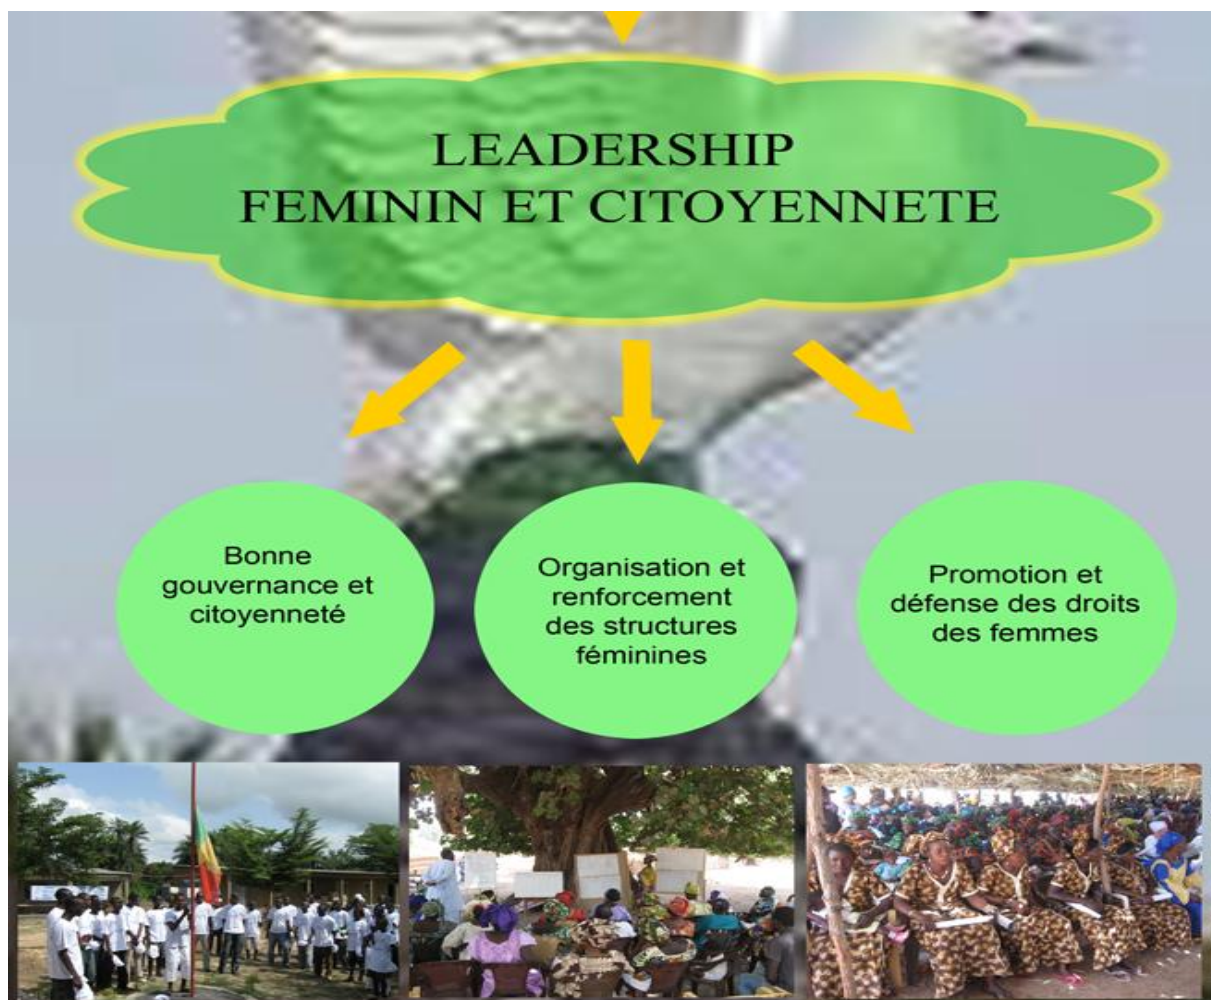 LEADERSHIP
FEMININ ET CITOYENNETE
Bonne
gouvernance et
citoyenneté
Organisation et
renforcement
des structures
féminines
Promotion et
défense des droits
des femmes